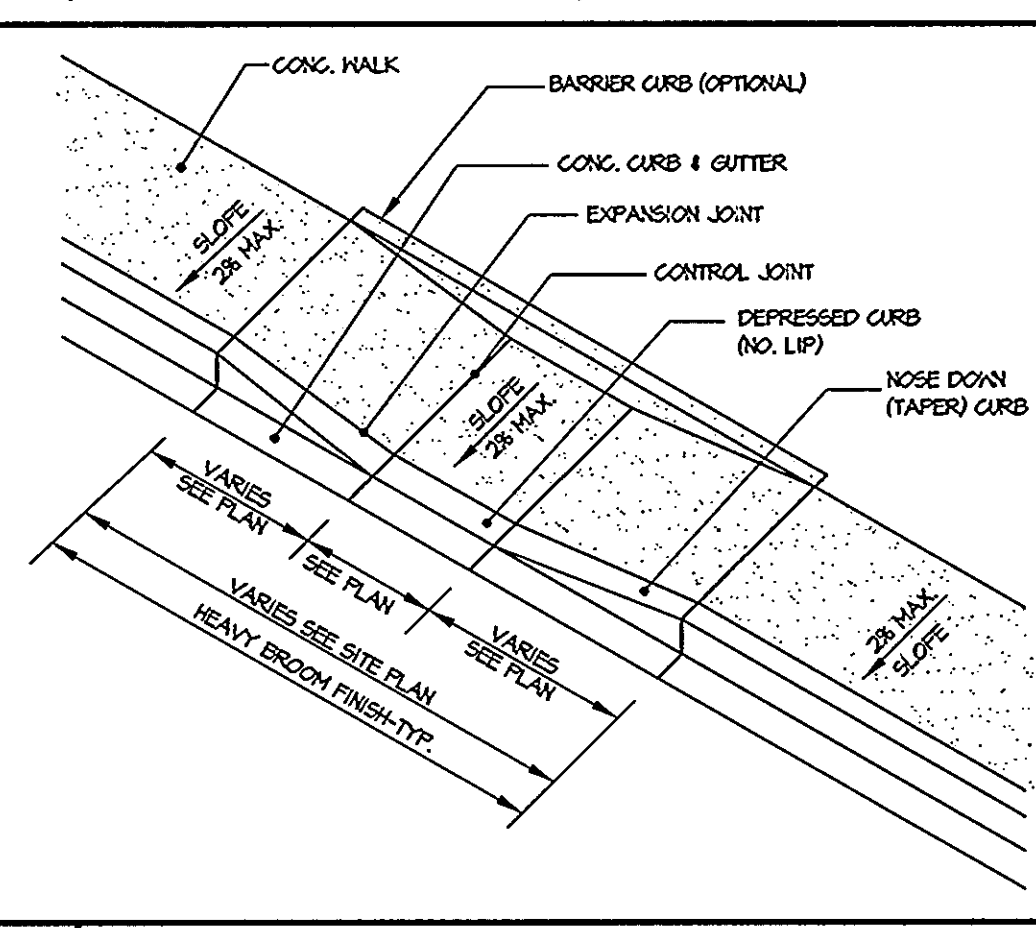 CONC. WALK
BARRIER CURB (OPTIONAL)
CONC. CURB & GUTTER
EXPANSION JOINT
CONTROL JOINT
DEPRESSED CURB
(NO. LIP)
NOSE DOWN
(TAPER) CURB
SLOPE
2% MAX.
SLOPE
2% MAX.
2% MAX.
SLOPE
VARIES
SEE PLAN
SEE PLAN
VARIES
SEE PLAN
VARIES SEE SITE PLAN
HEAVY BROOM FINISH-TYP.